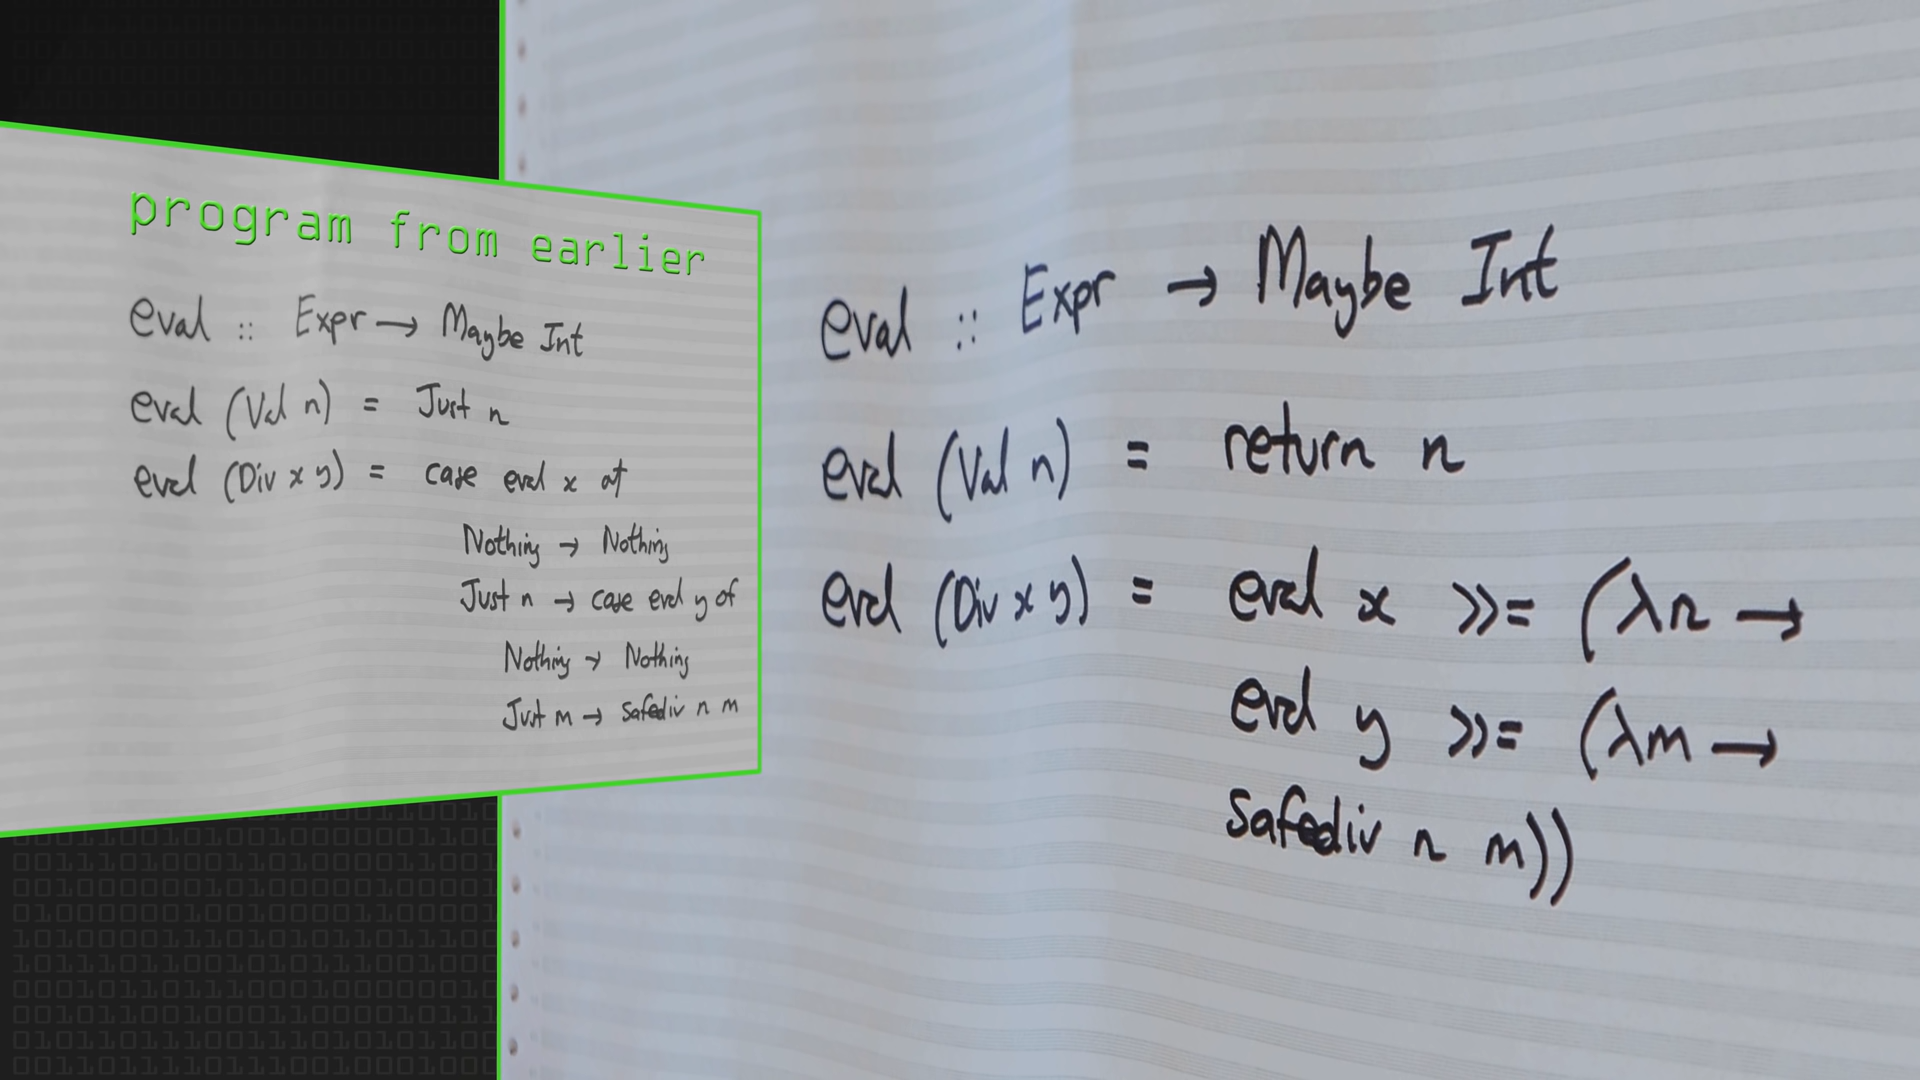 program from earlier
eval :: Expr → Maybe Int
eval (Val n) = Just n
eval (Div x y) = case eval x of
Nothing → Nothing
Just n → case eval y of
Nothing → Nothing
Just m → safediv n m
eval :: Expr → Maybe Int
eval (Val n) = return n
eval (Div x y) = eval x >>= (λn →
eval y >>= (λm →
safediv n m))